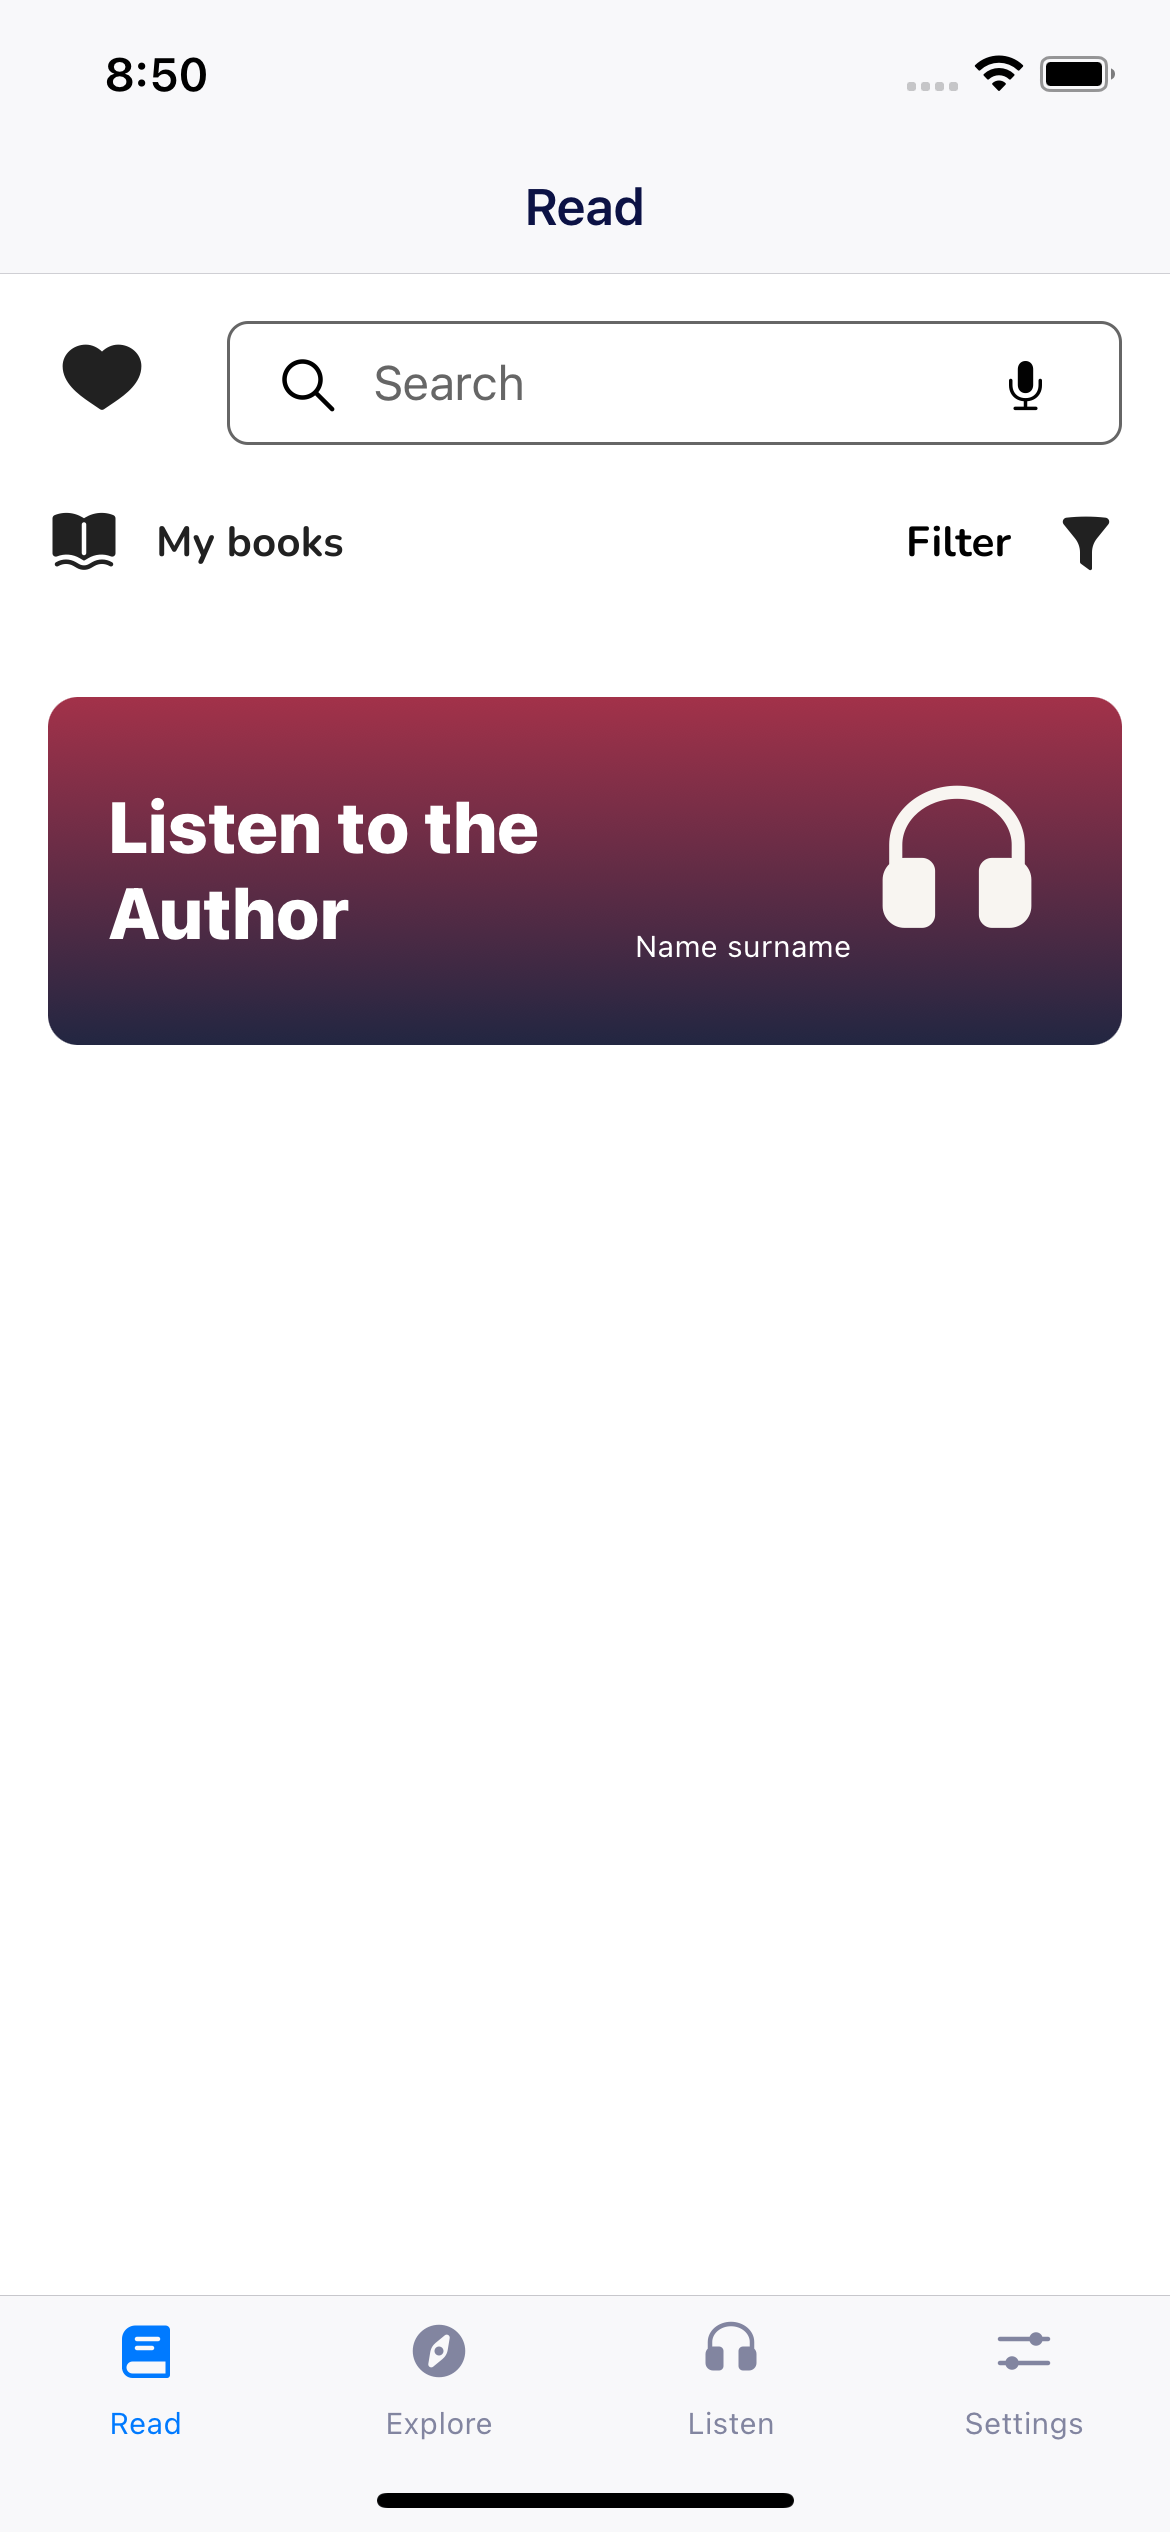 8:50
Read
Search
My books
Filter
Listen to the
Author
Name surname
Read
Explore
Listen
Settings